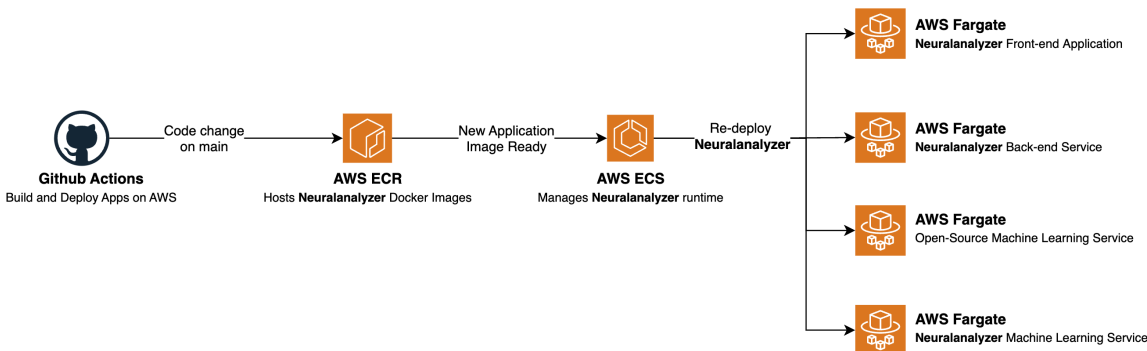 Code change
on main
Github Actions
Build and Deploy Apps on AWS
AWS ECR
Hosts Neuralanalyzer Docker Images
New Application
Image Ready
AWS ECS
Manages Neuralanalyzer runtime
Re-deploy
Neuralanalyzer
AWS Fargate
Neuralanalyzer Front-end Application
AWS Fargate
Neuralanalyzer Back-end Service
AWS Fargate
Open-Source Machine Learning Service
AWS Fargate
Neuralanalyzer Machine Learning Service